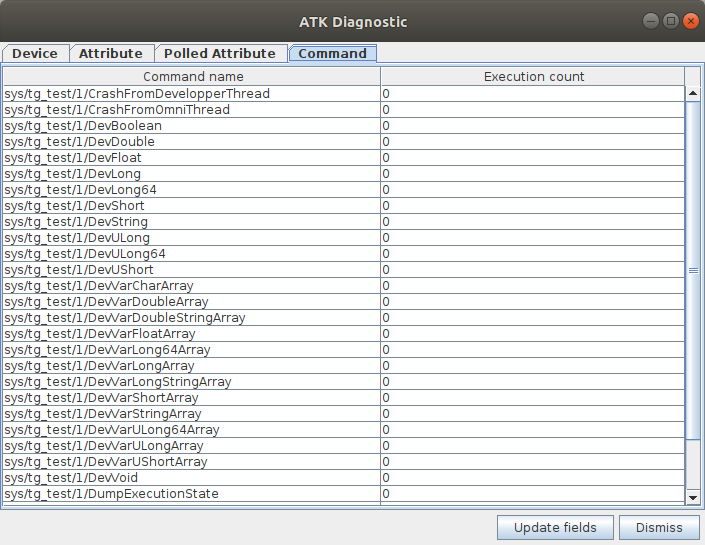 ATK Diagnostic
Device Attribute Polled Attribute Command
Command name Execution count
sys/tg_test/1/CrashFromDevelopperThread 0
sys/tg_test/1/CrashFromOmniThread 0
sys/tg_test/1/DevBoolean 0
sys/tg_test/1/DevDouble 0
sys/tg_test/1/DevFloat 0
sys/tg_test/1/DevLong 0
sys/tg_test/1/DevLong64 0
sys/tg_test/1/DevShort 0
sys/tg_test/1/DevString 0
sys/tg_test/1/DevULong 0
sys/tg_test/1/DevULong64 0
sys/tg_test/1/DevUShort 0
sys/tg_test/1/DevVarCharArray 0
sys/tg_test/1/DevVarDoubleArray 0
sys/tg_test/1/DevVarDoubleStringArray 0
sys/tg_test/1/DevVarFloatArray 0
sys/tg_test/1/DevVarLong64Array 0
sys/tg_test/1/DevVarLongArray 0
sys/tg_test/1/DevVarLongStringArray 0
sys/tg_test/1/DevVarShortArray 0
sys/tg_test/1/DevVarStringArray 0
sys/tg_test/1/DevVarULong64Array 0
sys/tg_test/1/DevVarULongArray 0
sys/tg_test/1/DevVarUShortArray 0
sys/tg_test/1/DevVoid 0
sys/tg_test/1/DumpExecutionState 0
Update fields Dismiss